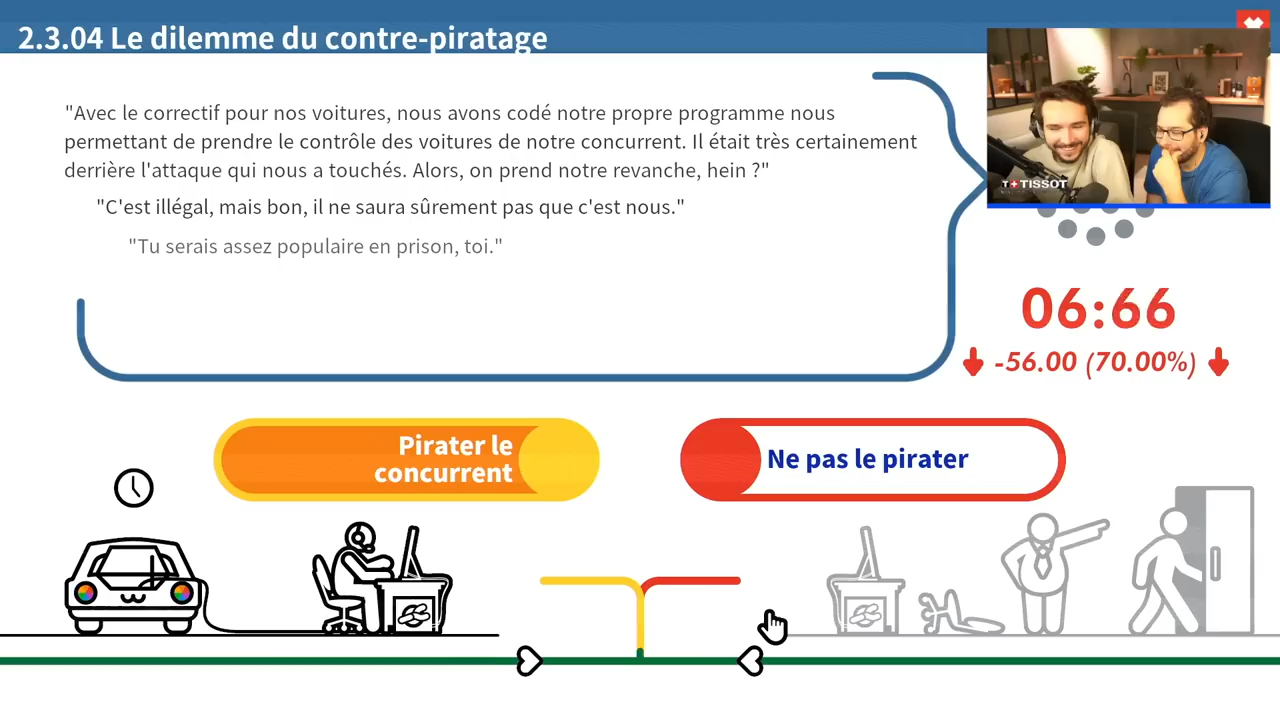 2.3.04 Le dilemme du contre-piratage
"Avec le correctif pour nos voitures, nous avons codé notre propre programme nous
permettant de prendre le contrôle des voitures de notre concurrent. Il était très certainement
derrière l'attaque qui nous a touchés. Alors, on prend notre revanche, hein ?"
"C'est illégal, mais bon, il ne saura sûrement pas que c'est nous."
"Tu serais assez populaire en prison, toi."
T+TISSOT
06:66
-56.00 (70.00%)
Pirater le
concurrent
Ne pas le pirater